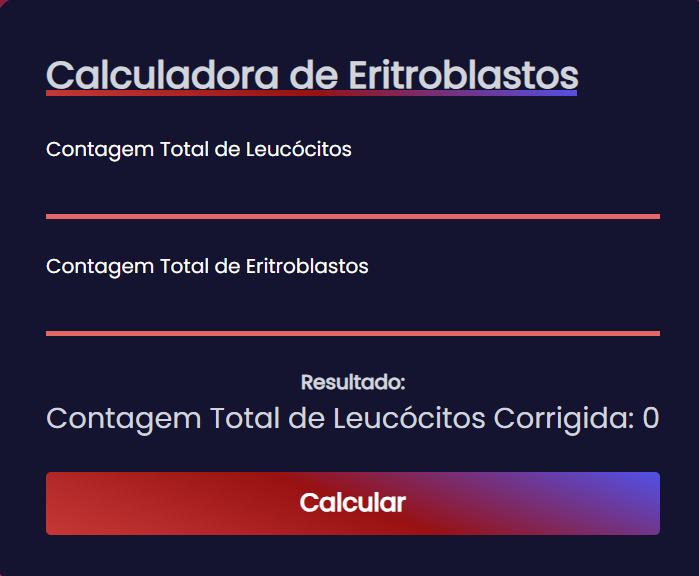 Calculadora de Eritroblastos
Contagem Total de Leucócitos
Contagem Total de Eritroblastos
Resultado:
Contagem Total de Leucócitos Corrigida: 0
Calcular